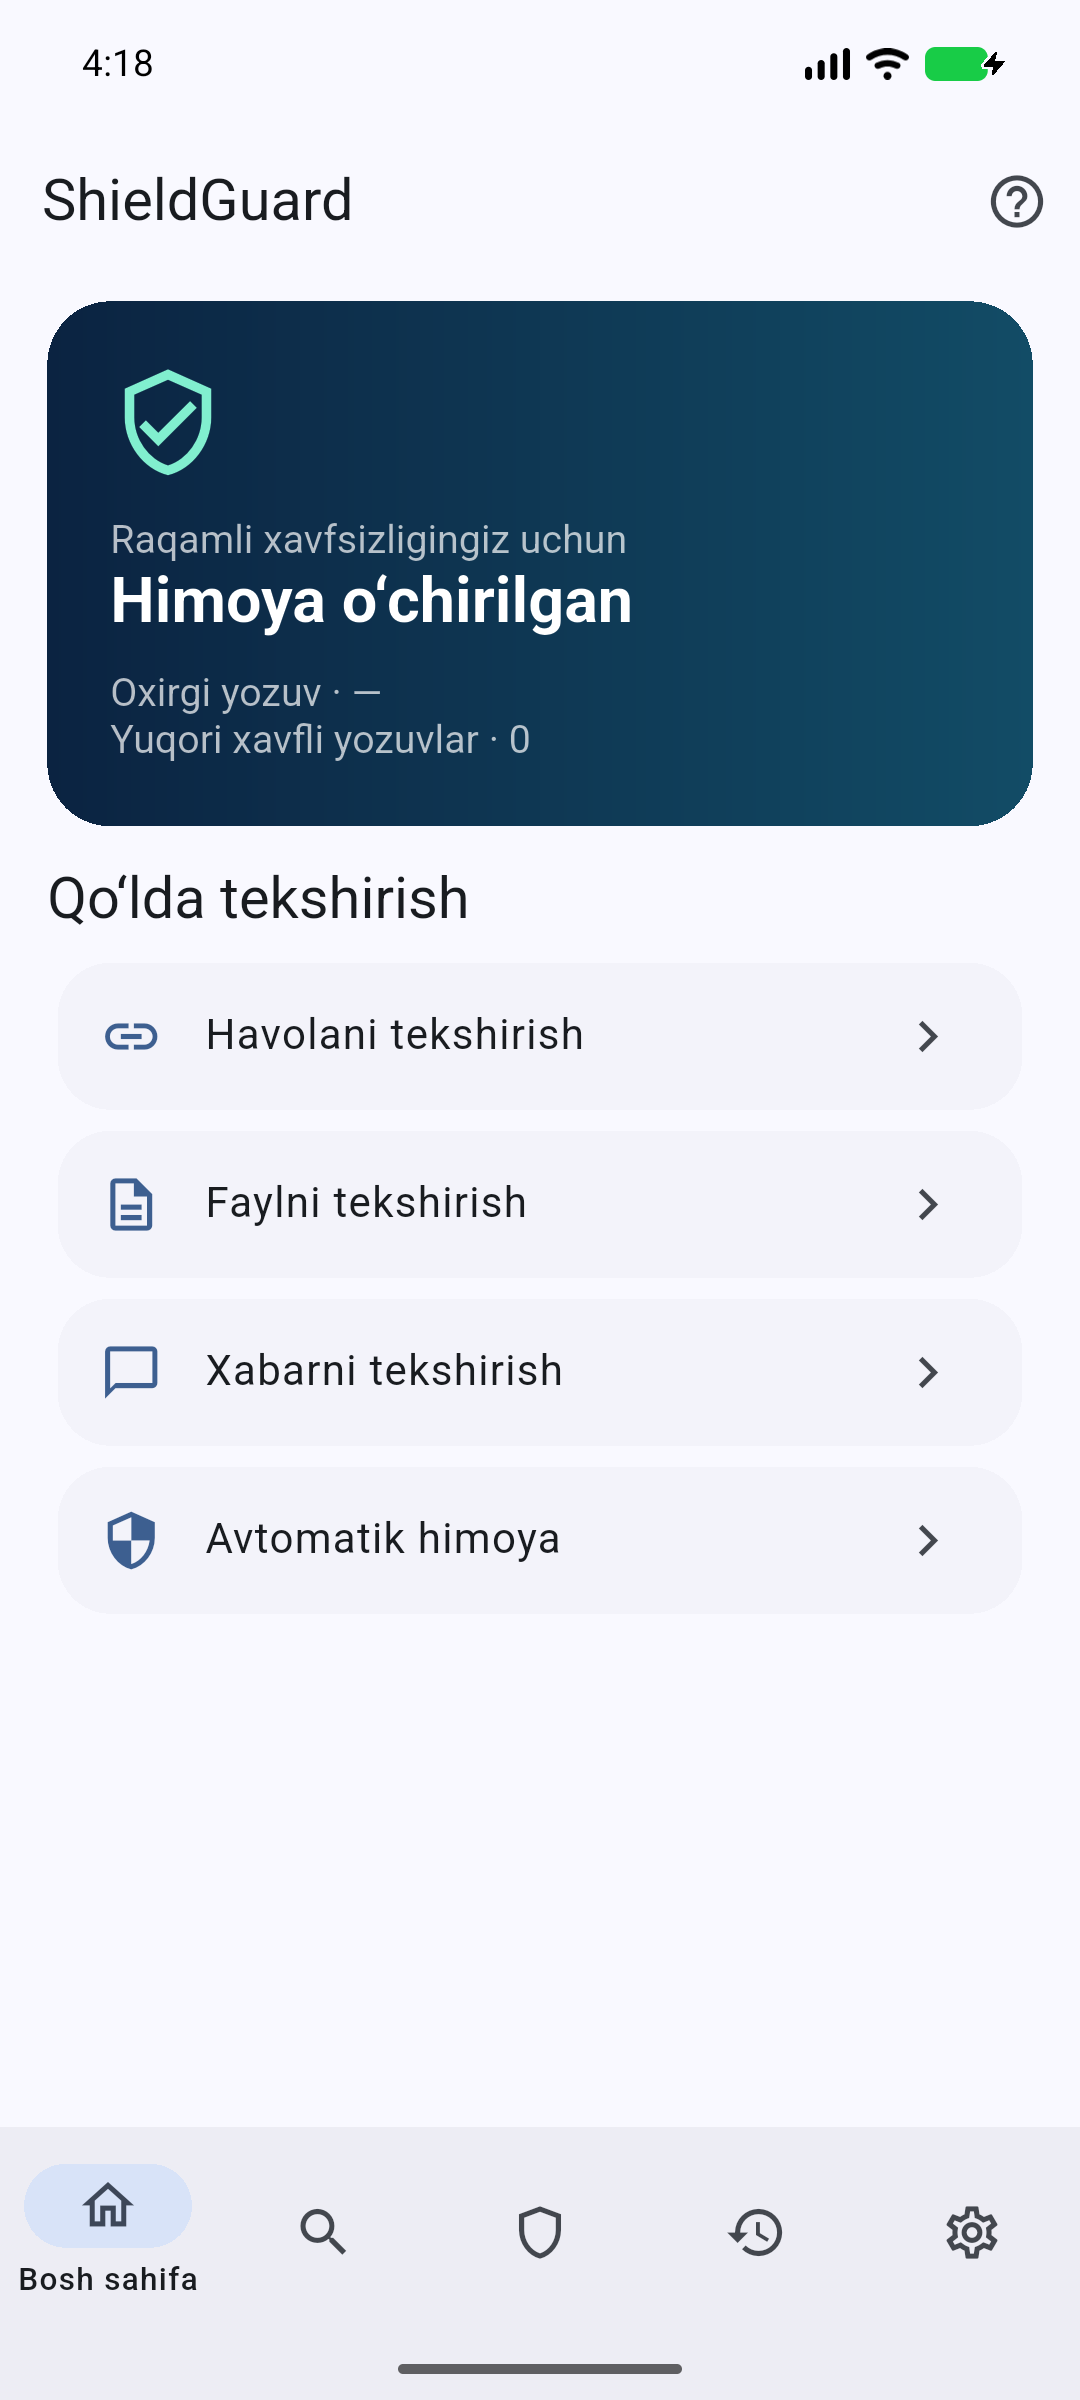 4:18
ShieldGuard
Raqamli xavfsizligingiz uchun
Himoya o‘chirilgan
Oxirgi yozuv · —
Yuqori xavfli yozuvlar · 0
Qo‘lda tekshirish
Havolani tekshirish
Faylni tekshirish
Xabarni tekshirish
Avtomatik himoya
Bosh sahifa